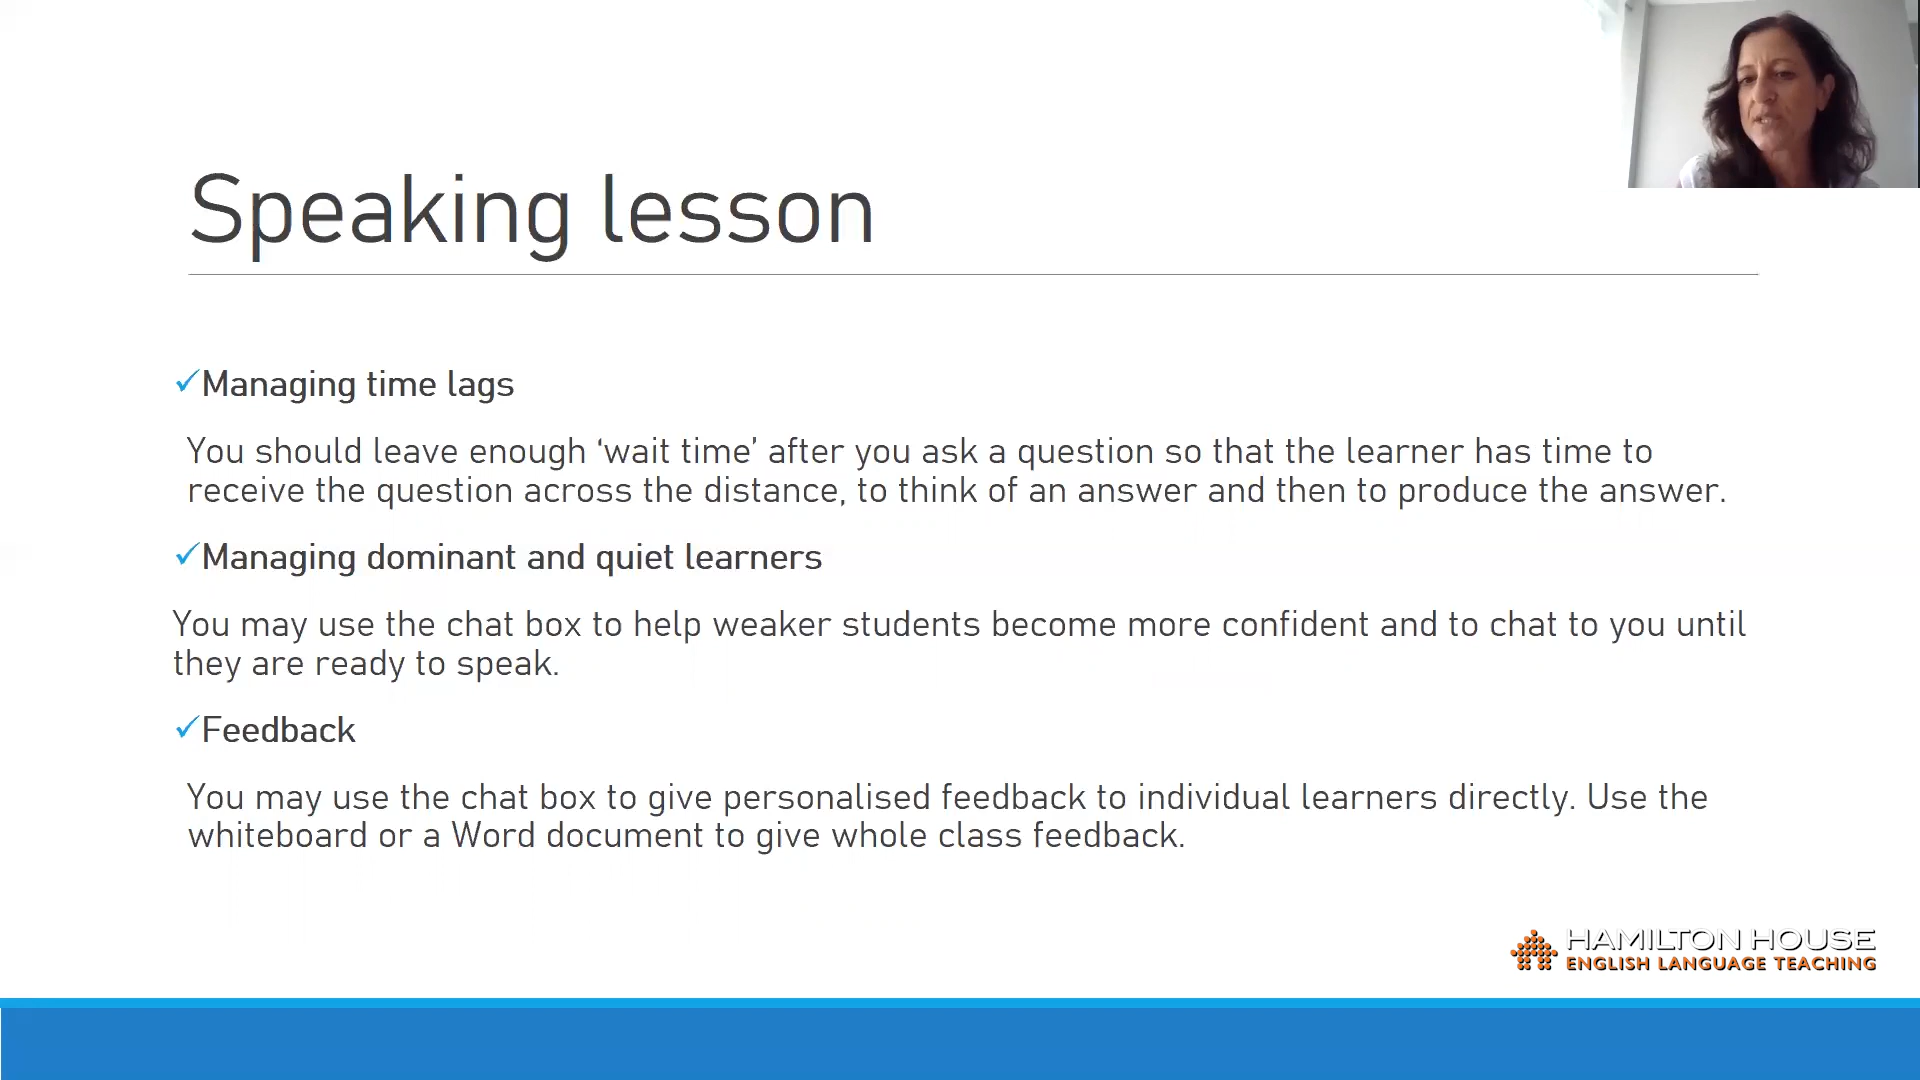 Speaking lesson
Managing time lags
You should leave enough ‘wait time’ after you ask a question so that the learner has time to
receive the question across the distance, to think of an answer and then to produce the answer.
Managing dominant and quiet learners
You may use the chat box to help weaker students become more confident and to chat to you until
they are ready to speak.
Feedback
You may use the chat box to give personalised feedback to individual learners directly. Use the
whiteboard or a Word document to give whole class feedback.
HAMILTON HOUSE
ENGLISH LANGUAGE TEACHING